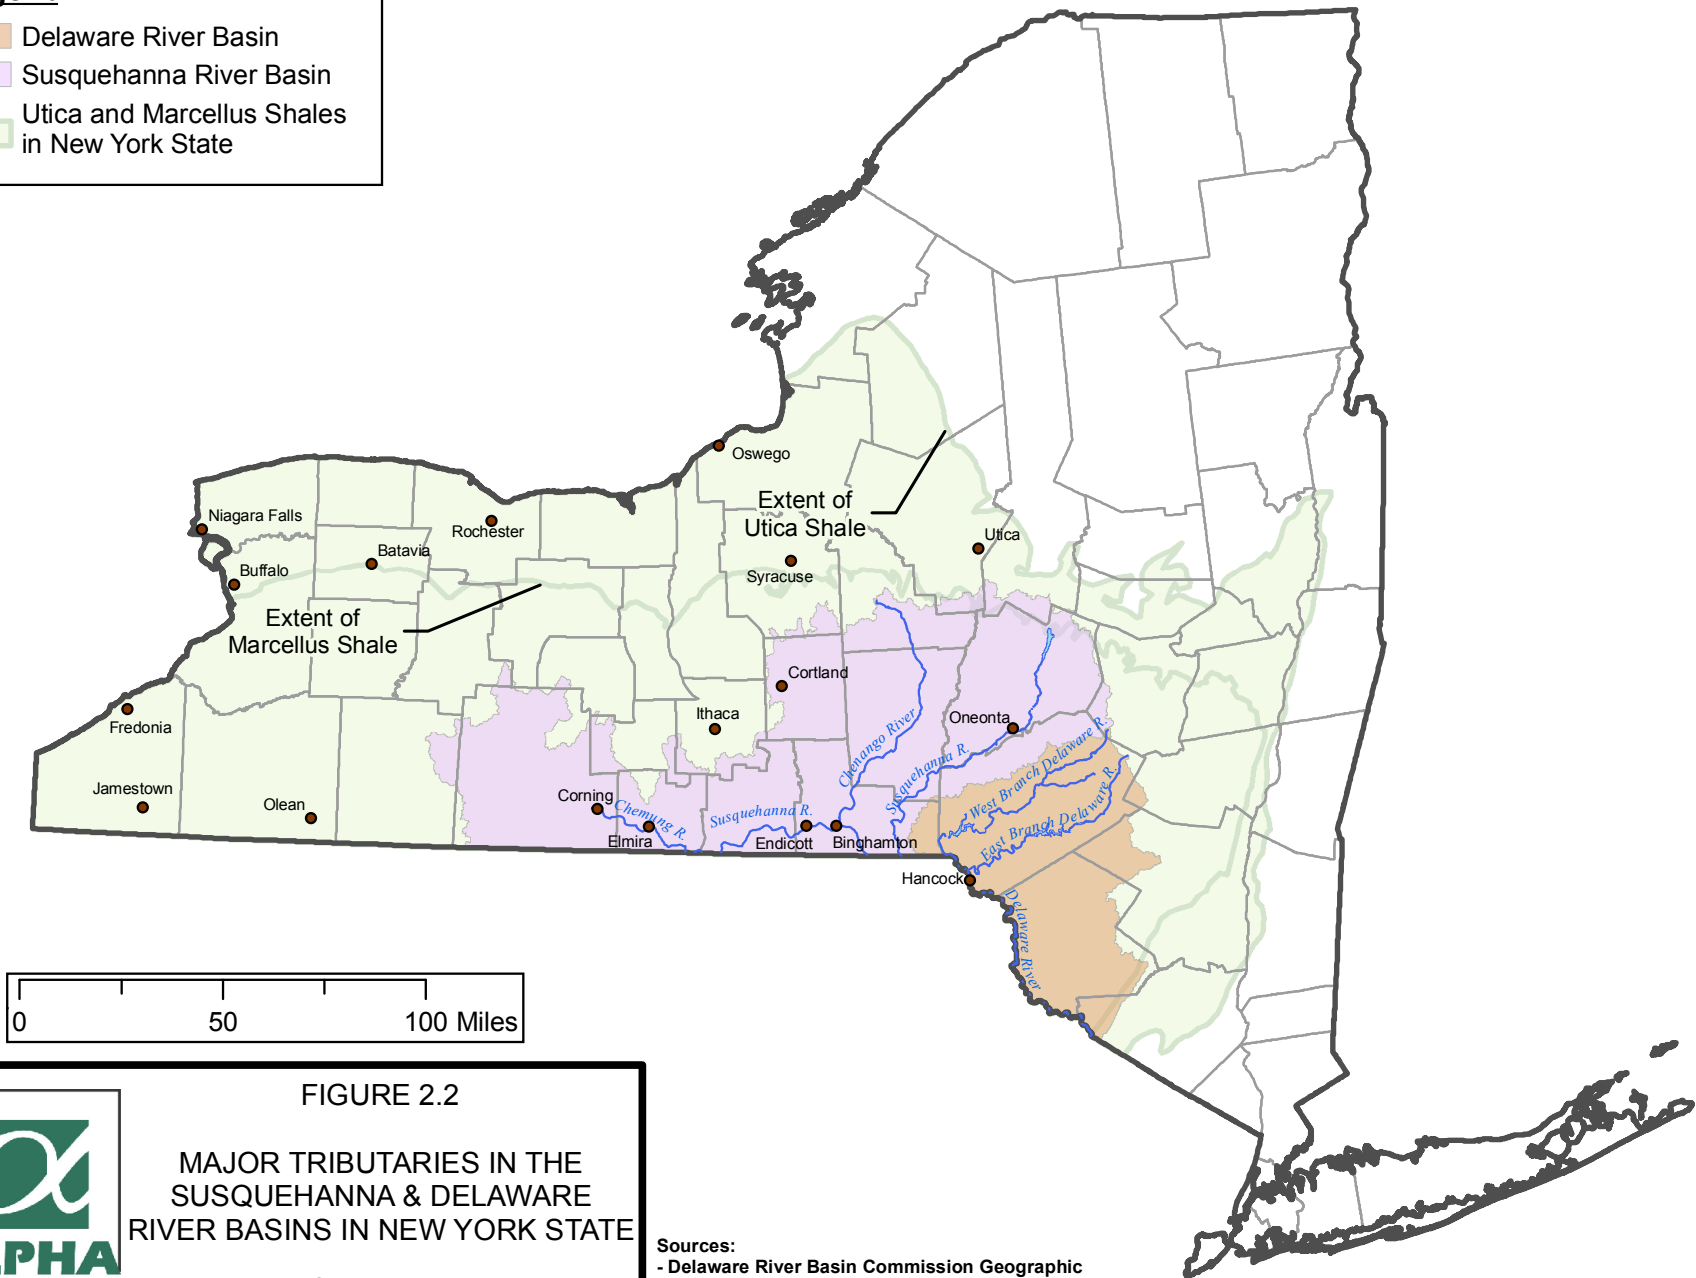 Delaware River Basin
Susquehanna River Basin
Utica and Marcellus Shales
in New York State
Oswego
Extent of
Utica Shale
Niagara Falls
Rochester
Utica
Batavia
Buffalo
Syracuse
Extent of
Marcellus Shale
Cortland
Fredonia
Ithaca
Oneonta
Chenango River
Susquehanna R.
West Branch Delaware R.
East Branch Delaware R.
Jamestown
Olean
Corning
Chemung R.
Elmira
Susquehanna R.
Endicott
Binghamton
Hancock
Delaware River
0 50 100 Miles
FIGURE 2.2
MAJOR TRIBUTARIES IN THE
SUSQUEHANNA & DELAWARE
RIVER BASINS IN NEW YORK STATE
LPHA
Sources:
- Delaware River Basin Commission Geographic